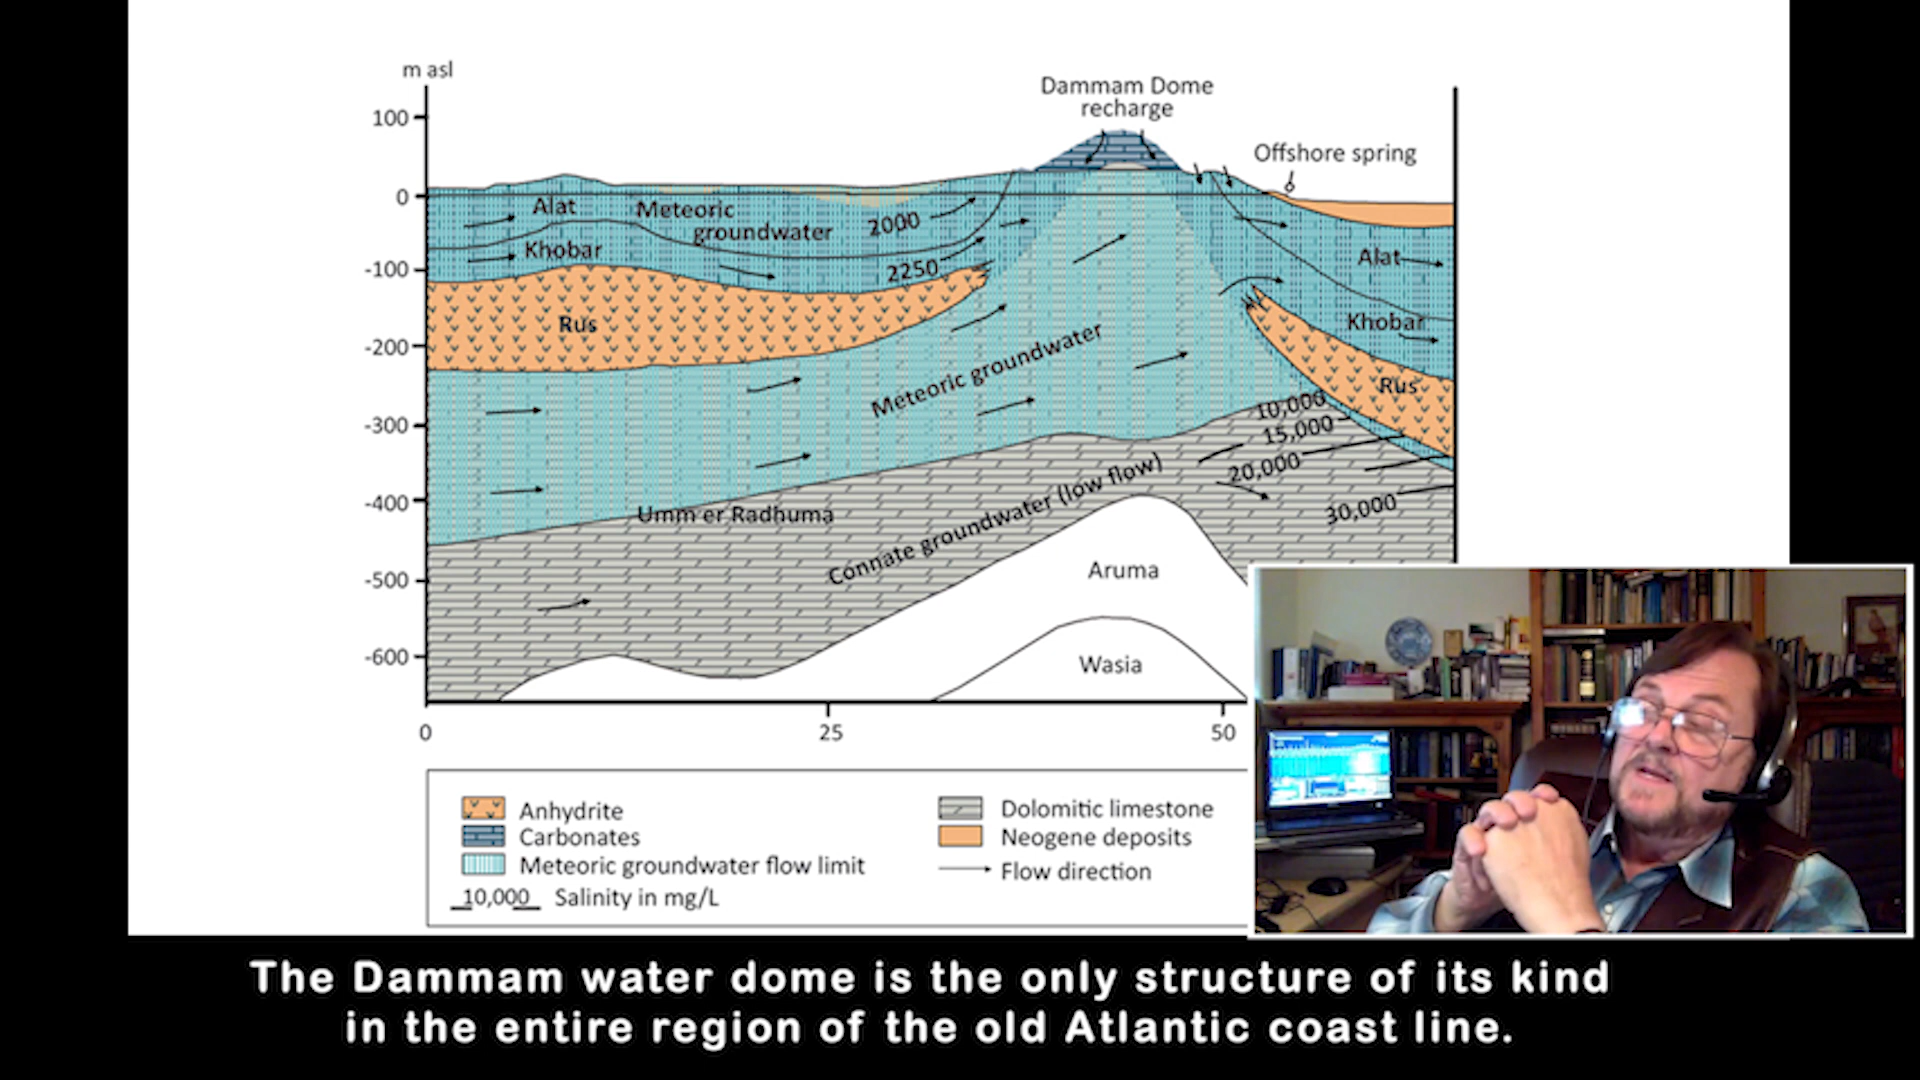 m asl
Dammam Dome
recharge
Offshore spring
100
0
-100
-200
-300
-400
-500
-600
Alat
Meteoric
groundwater
2000
Khobar
2250
Rus
Alat
Khobar
Rus
Meteoric groundwater
10,000
15,000
20,000
30,000
Umm er Radhuma
Connate groundwater (low flow)
Aruma
Wasia
0
25
50
Anhydrite
Carbonates
Meteoric groundwater flow limit
10,000 Salinity in mg/L
Dolomitic limestone
Neogene deposits
Flow direction
The Dammam water dome is the only structure of its kind
in the entire region of the old Atlantic coast line.